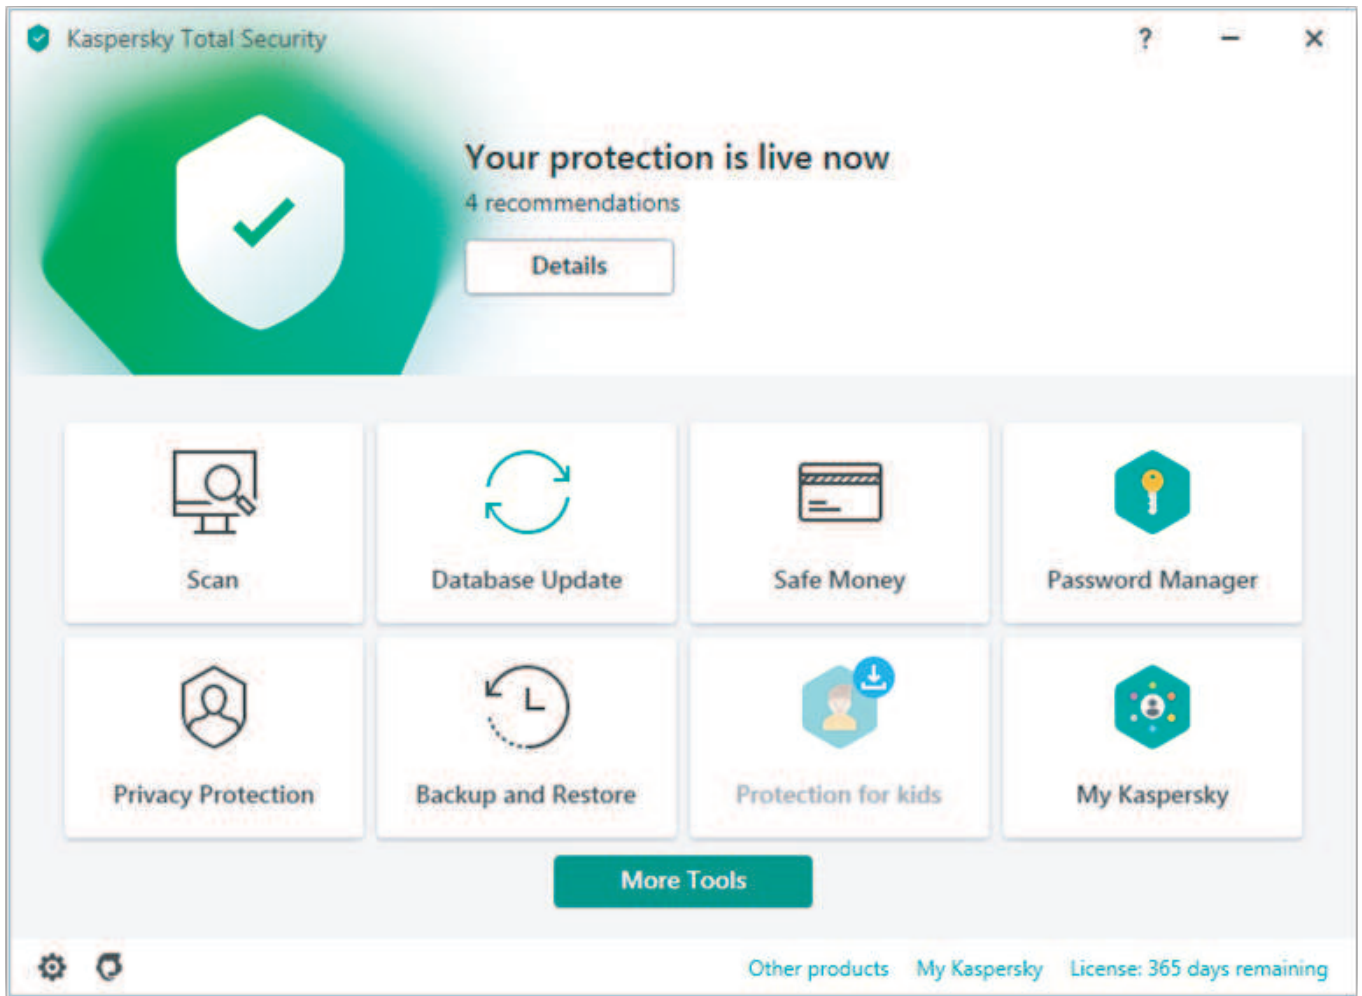 Kaspersky Total Security
?
Your protection is live now
4 recommendations
Details
Scan
Database Update
Safe Money
Password Manager
Privacy Protection
Backup and Restore
Protection for kids
My Kaspersky
More Tools
Other products
My Kaspersky
License: 365 days remaining